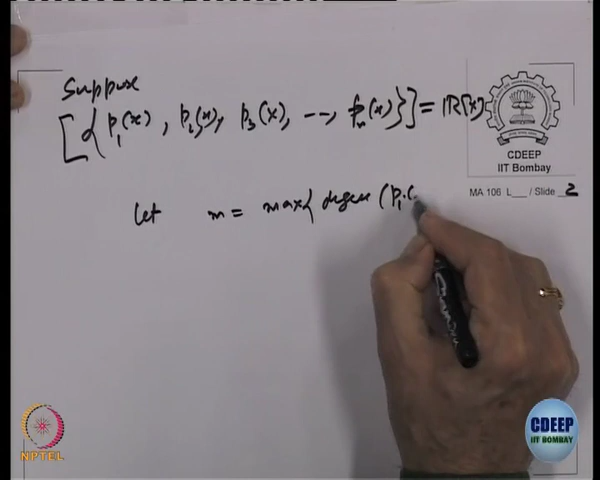 Suppose
[{p₁(x), p₂(x), p₃(x), --, pₙ(x)}] = ℝ[x]
CDEEP
IIT Bombay
MA 106 L___ / Slide 2
Let m = max{ degree (pᵢ(
NPTEL
CDEEP
IIT BOMBAY